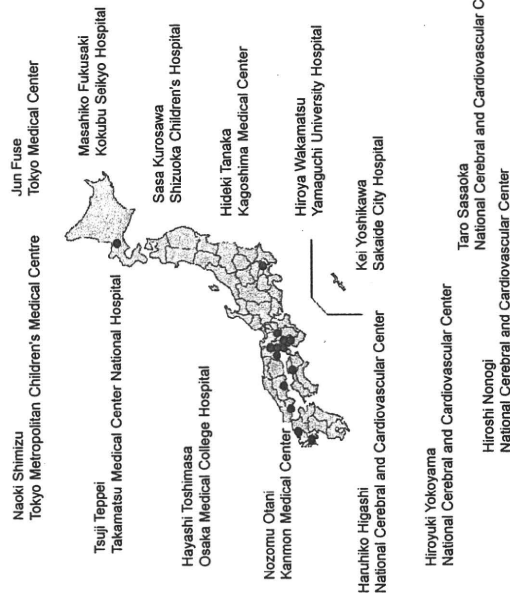 Naoki Shimizu
Tokyo Metropolitan Children's Medical Centre
Jun Fuse
Tokyo Medical Center
Tsuji Teppei
Takamatsu Medical Center National Hospital
Masahiko Fukusaki
Kokubu Seikyo Hospital
Hayashi Toshimasa
Osaka Medical College Hospital
Sasa Kurosawa
Shizuoka Children's Hospital
Hideki Tanaka
Kagoshima Medical Center
Nozomu Otani
Kanmon Medical Center
Hiroya Wakamatsu
Yamaguchi University Hospital
Haruhiko Higashi
National Cerebral and Cardiovascular Center
Kei Yoshikawa
Sakaide City Hospital
Hiroyuki Yokoyama
National Cerebral and Cardiovascular Center
Taro Sasaoka
National Cerebral and Cardiovascular C
Hiroshi Nonogi
National Cerebral and Cardiovascular Center